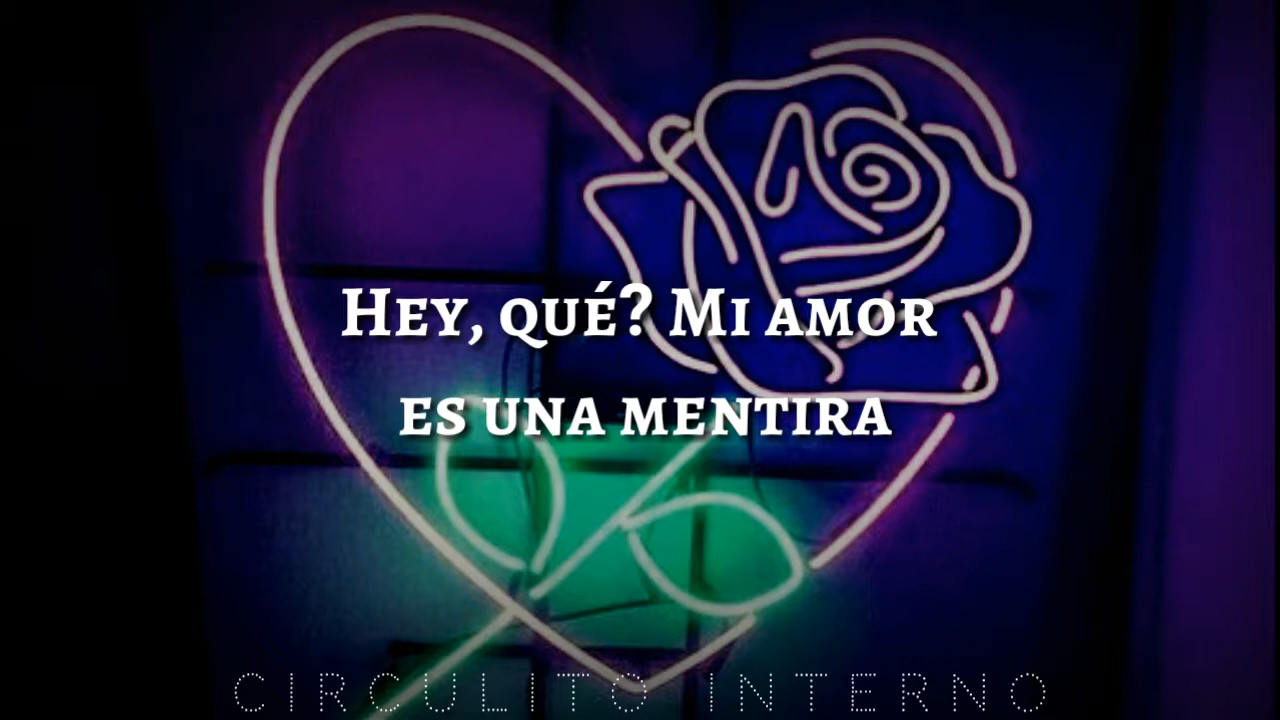 Hey, qué? Mi amor
es una mentira
CIRCULITO INTERNO